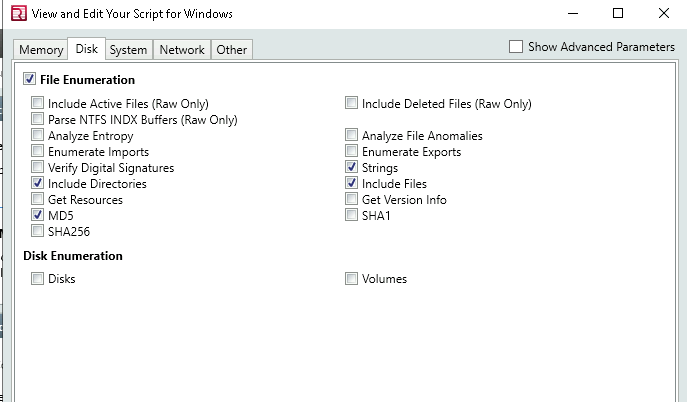 View and Edit Your Script for Windows
Memory Disk System Network Other Show Advanced Parameters
File Enumeration
Include Active Files (Raw Only) Include Deleted Files (Raw Only)
Parse NTFS INDX Buffers (Raw Only)
Analyze Entropy Analyze File Anomalies
Enumerate Imports Enumerate Exports
Verify Digital Signatures Strings
Include Directories Include Files
Get Resources Get Version Info
MD5 SHA1
SHA256
Disk Enumeration
Disks Volumes